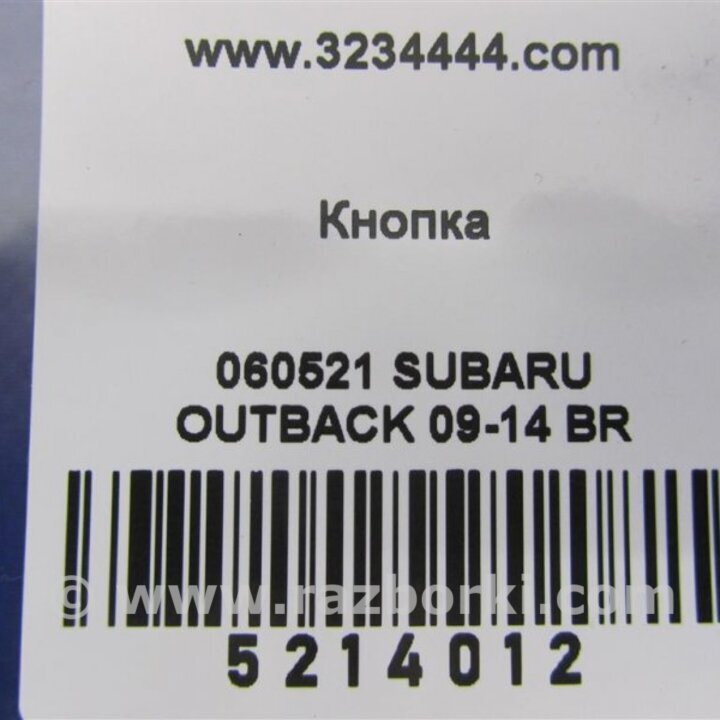 www.3234444.com
Кнопка
060521 SUBARU
OUTBACK 09-14 BR
© www.razborki.com
5214012